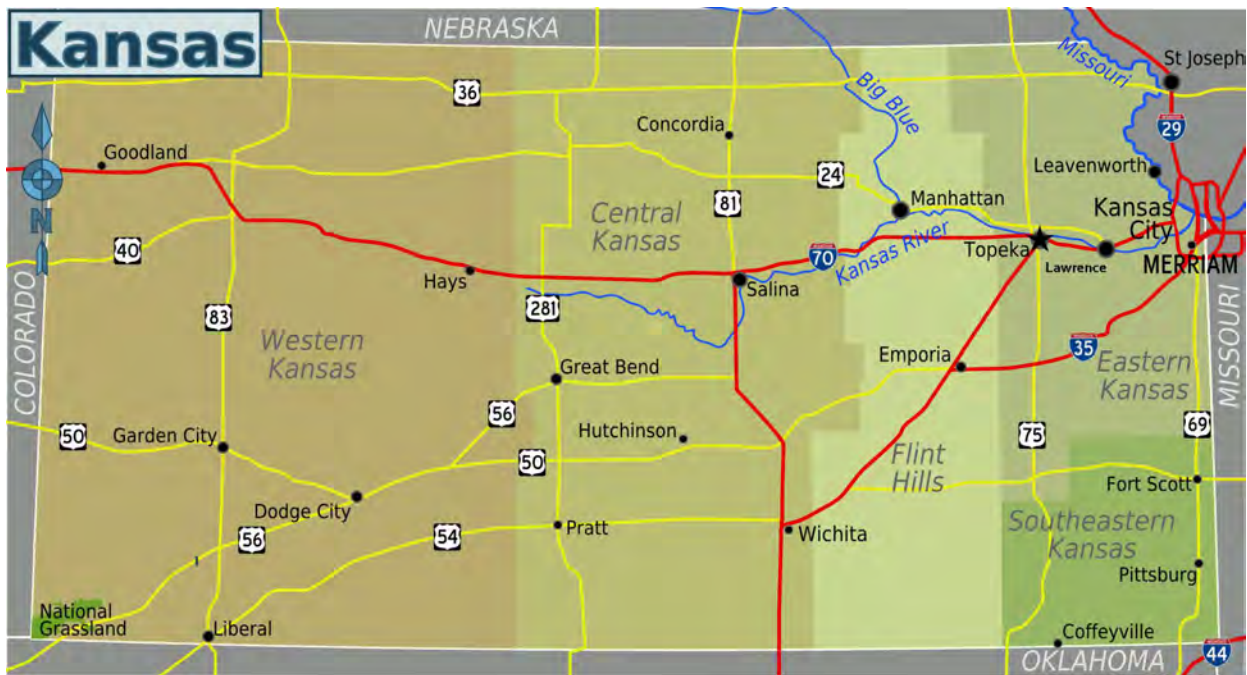 Kansas
NEBRASKA
Missouri
St Joseph
36
Big Blue
Concordia
29
Goodland
Leavenworth
24
N
81
Manhattan
Kansas
City
Central
Kansas
40
70
Kansas River
Topeka
Lawrence
MERRIAM
Hays
Salina
281
83
COLORADO
Western
Kansas
35
Emporia
Eastern
Kansas
MISSOURI
Great Bend
56
50
Garden City
Hutchinson
75
69
50
Flint
Hills
Fort Scott
Dodge City
56
54
Pratt
Wichita
Southeastern
Kansas
Pittsburg
National
Grassland
Liberal
Coffeyville
OKLAHOMA
44